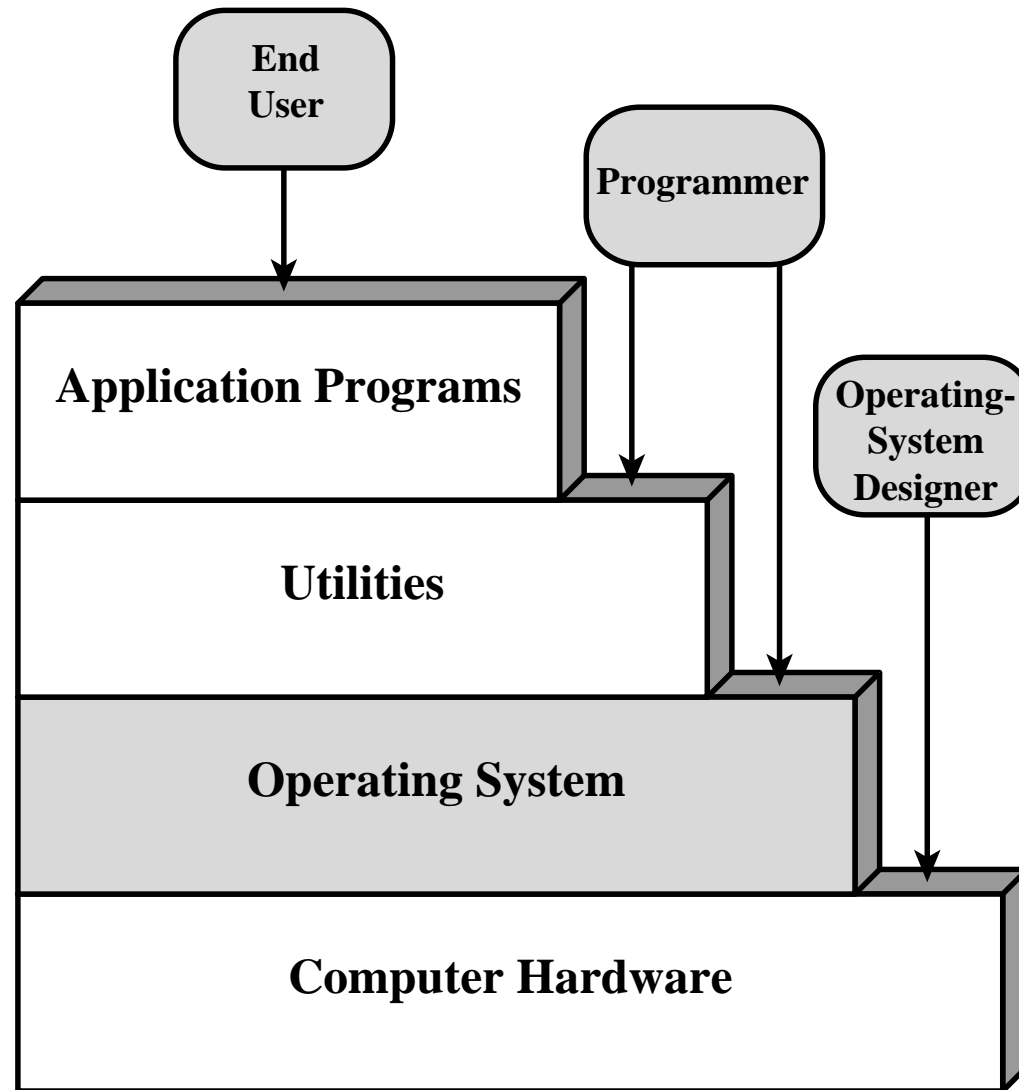 End
User
Programmer
Application Programs
Operating-
System
Designer
Utilities
Operating System
Computer Hardware